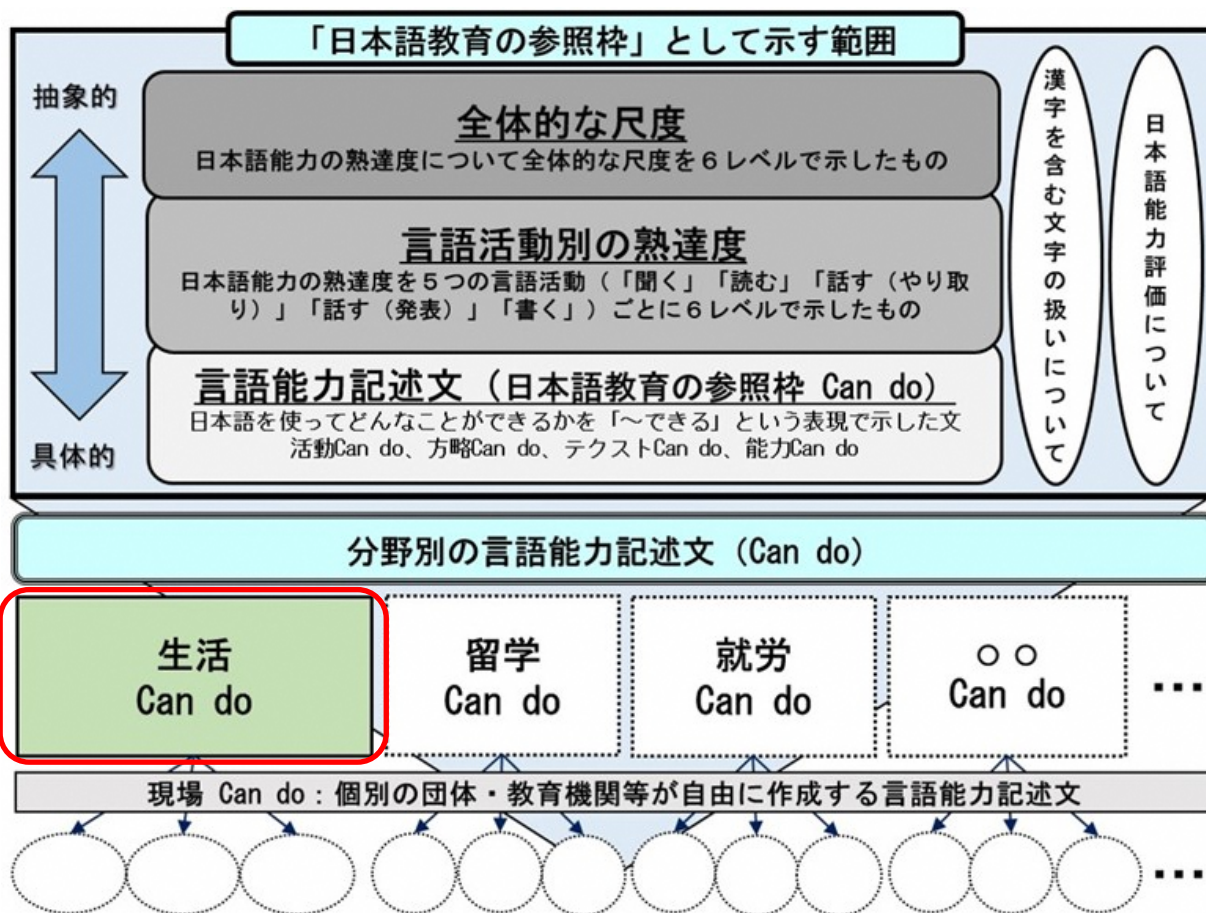 「日本語教育の参照枠」として示す範囲
抽象的
具体的
全体的な尺度
日本語能力の熟達度について全体的な尺度を６レベルで示したもの
言語活動別の熟達度
日本語能力の熟達度を５つの言語活動（「聞く」「読む」「話す（やり取
り）」「話す（発表）」「書く」）ごとに６レベルで示したもの
言語能力記述文（日本語教育の参照枠 Can do）
日本語を使ってどんなことができるかを「～できる」という表現で示した文
活動Can do、方略Can do、テクストCan do、能力Can do
漢字を含む文字の扱いについて
日本語能力評価について
分野別の言語能力記述文（Can do）
生活
Can do
留学
Can do
就労
Can do
○○
Can do
…
現場 Can do：個別の団体・教育機関等が自由に作成する言語能力記述文
…